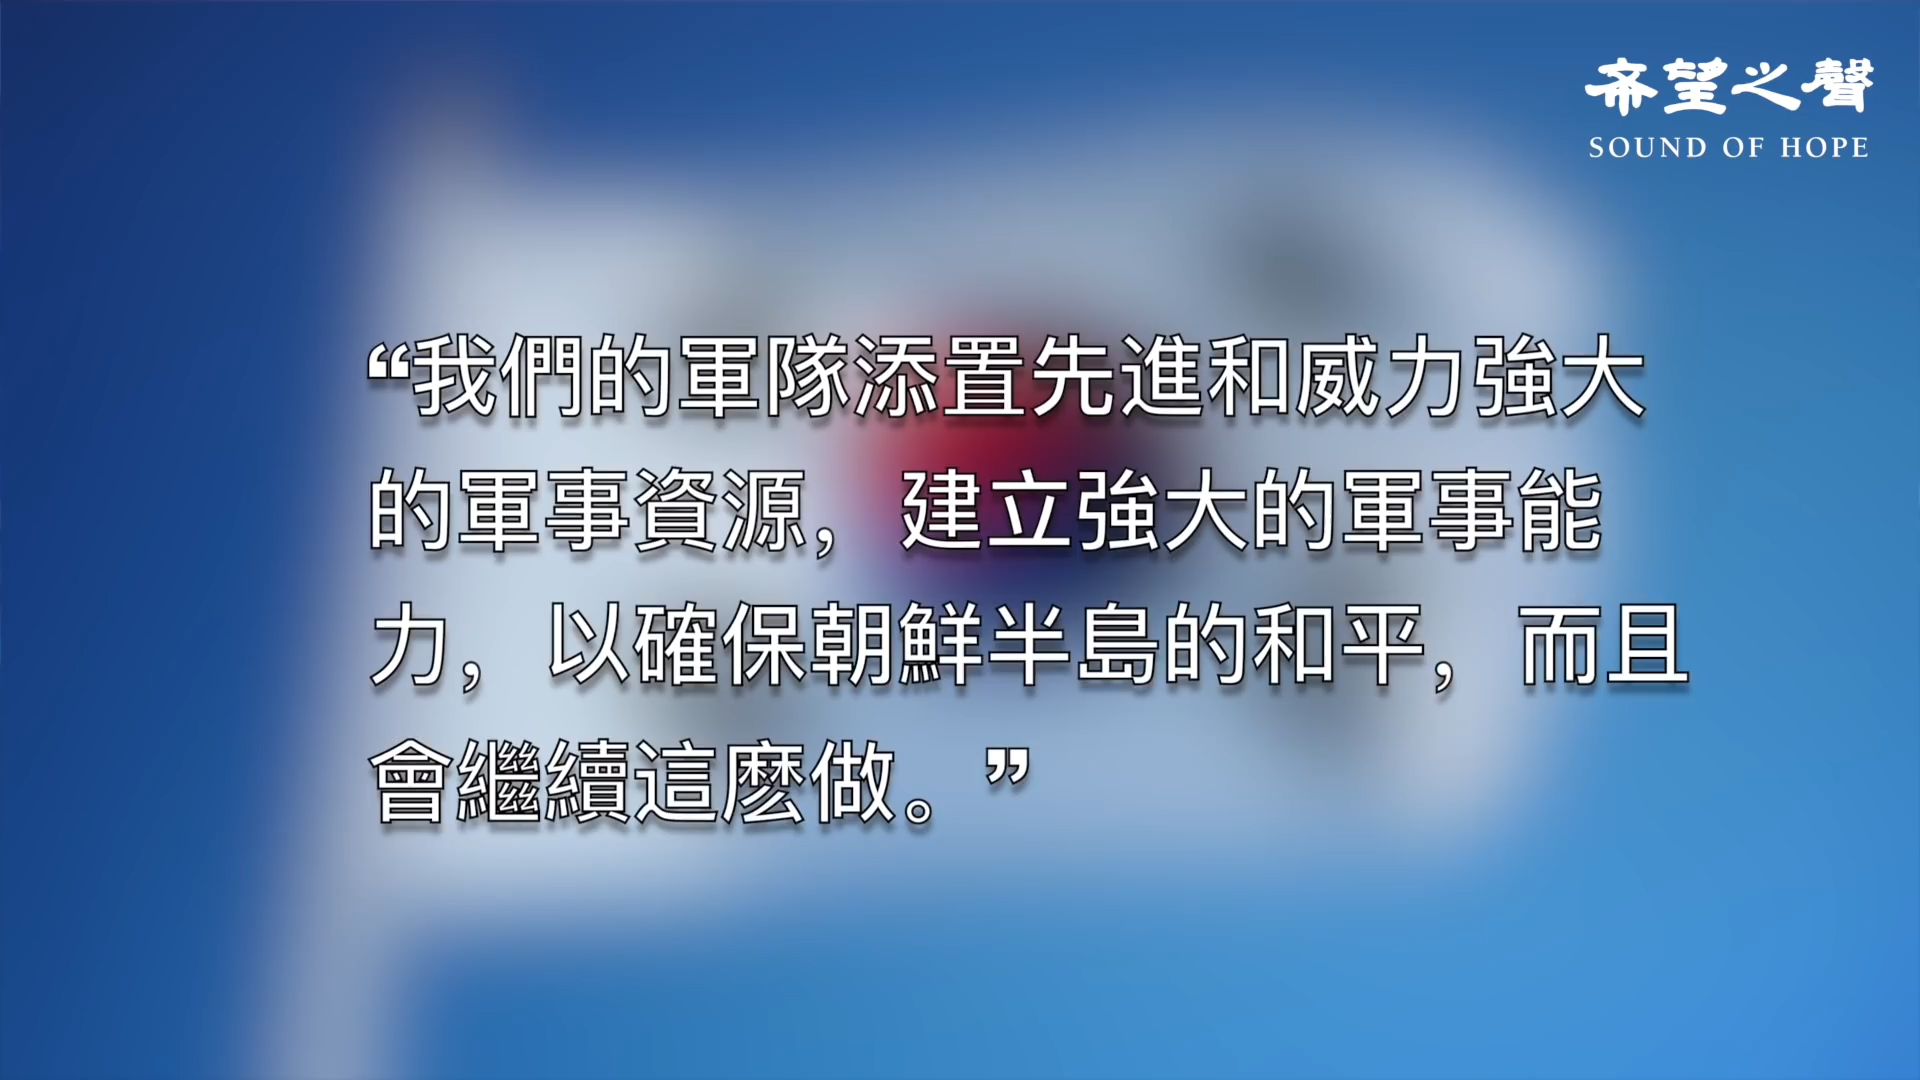 希望之聲
SOUND OF HOPE
“我們的軍隊添置先進和威力強大
的軍事資源，建立強大的軍事能
力，以確保朝鮮半島的和平，而且
會繼續這麽做。”